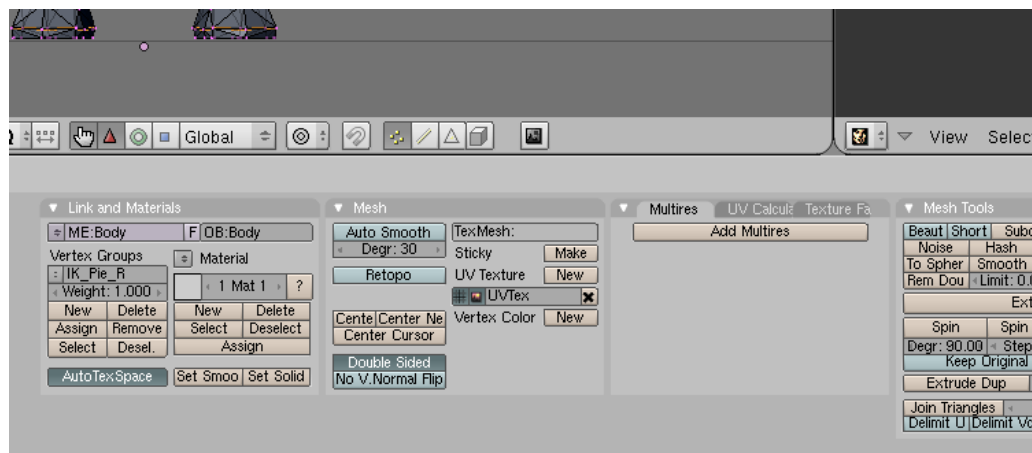 Global
View Selec
Link and Materials
ME:Body F OB:Body
Vertex Groups
IK_Pie_R
Weight: 1.000
New Delete
Assign Remove
Select Desel.
AutoTexSpace
Material
1 Mat 1 ?
New Delete
Select Deselect
Assign
Set Smoo Set Solid
Mesh
Auto Smooth
Degr: 30
Retopo
Cente Center Ne
Center Cursor
Double Sided
No V.Normal Flip
TexMesh:
Sticky Make
UV Texture New
UVTex
Vertex Color New
Multires UV Calcula Texture Fa
Add Multires
Mesh Tools
Beaut Short Subd
Noise Hash
To Spher Smooth
Rem Dou Limit: 0.0
Ext
Spin Spin
Degr: 90.00 Step
Keep Original
Extrude Dup
Join Triangles
Delimit U Delimit Vo